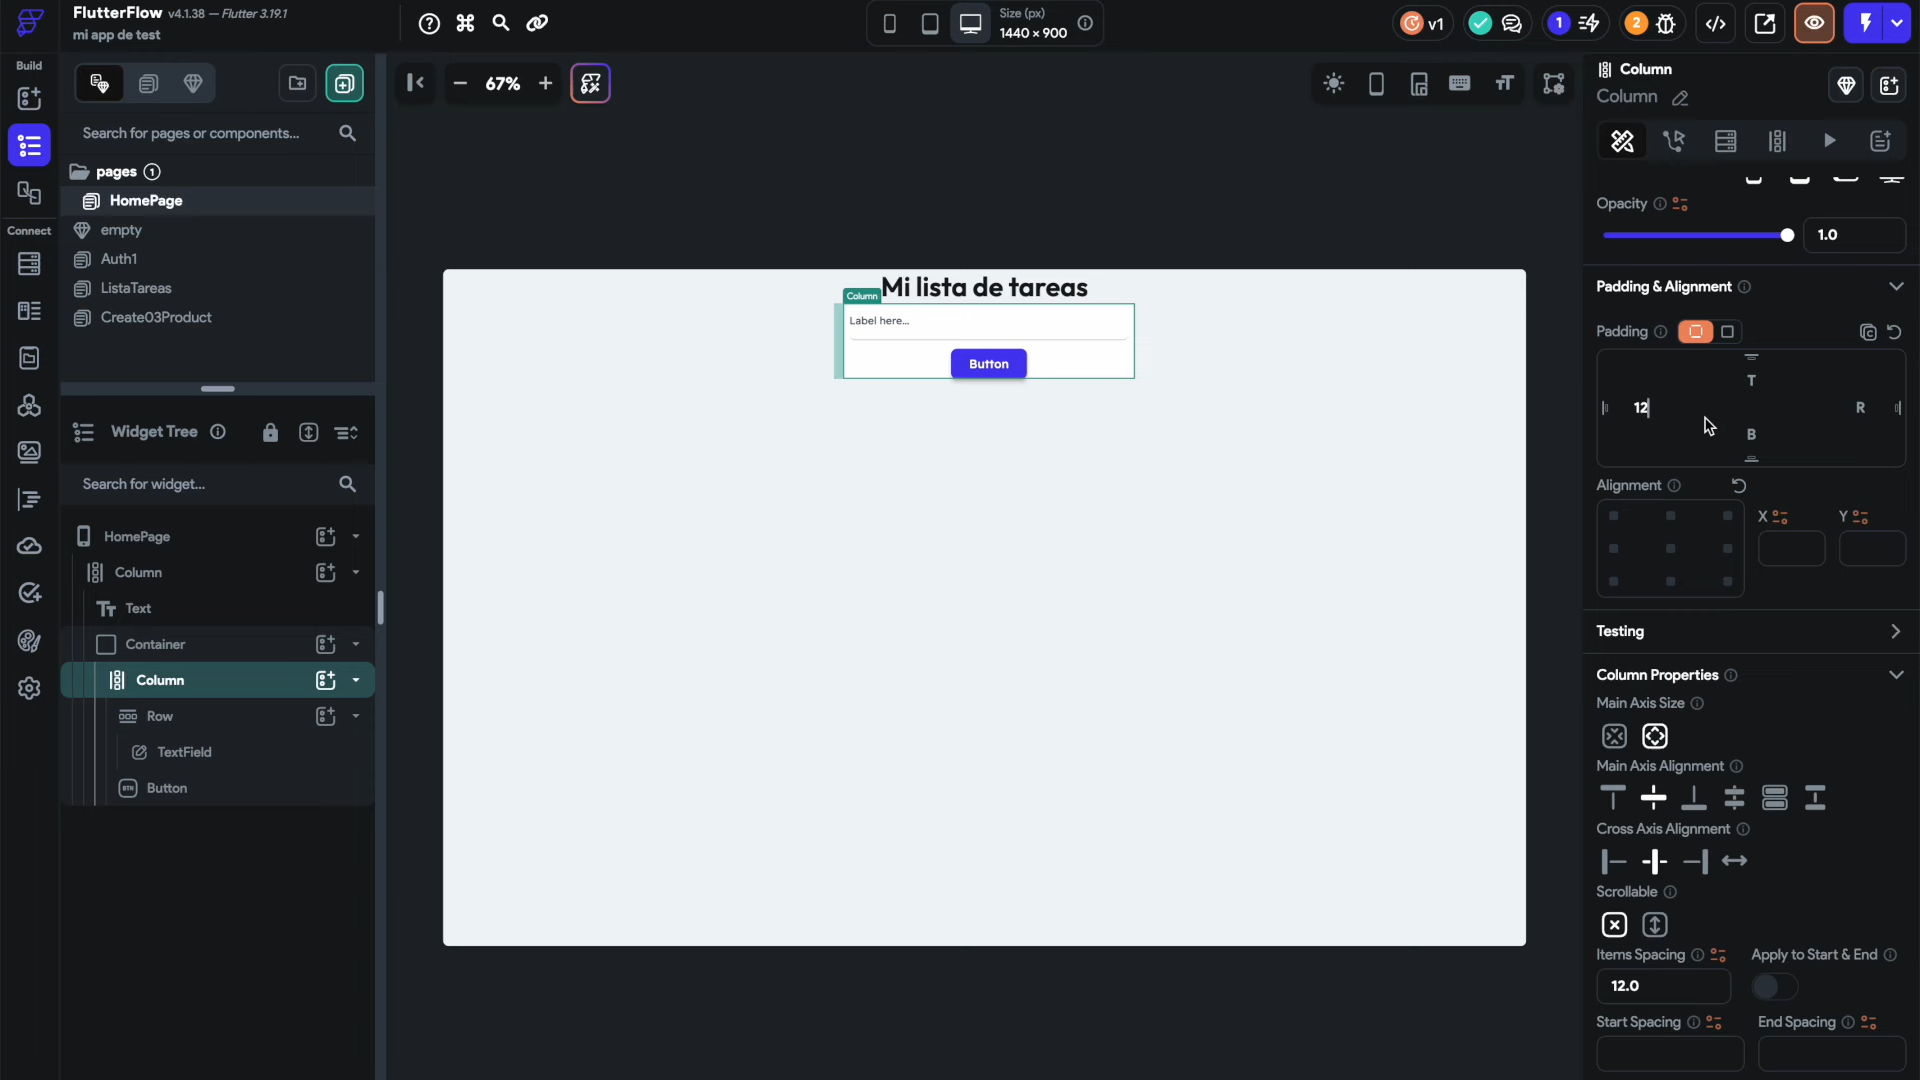 FlutterFlow v4.1.38 — Flutter 3.19.1
mi app de test
Size (px)
1440 × 900
v1
1
2
Build
Connect
67%
Search for pages or components...
pages 1
HomePage
empty
Auth1
ListaTareas
Create03Product
Widget Tree
Search for widget...
HomePage
Column
Text
Container
Column
Row
TextField
Button
Mi lista de tareas
Column
Label here...
Button
Column
Column
Opacity
1.0
Padding & Alignment
Padding
T
12
R
B
Alignment
X
Y
Testing
Column Properties
Main Axis Size
Main Axis Alignment
Cross Axis Alignment
Scrollable
Items Spacing
Apply to Start & End
12.0
Start Spacing
End Spacing